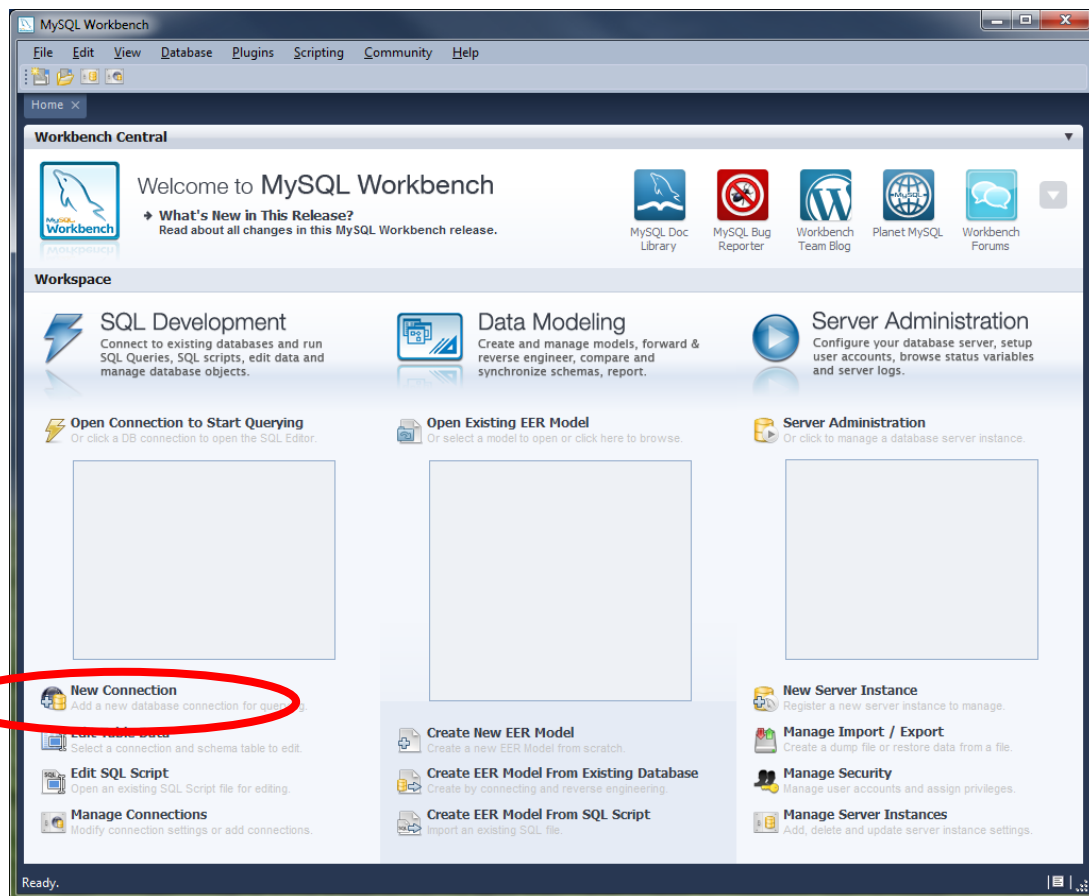 MySQL Workbench
File Edit View Database Plugins Scripting Community Help
Home
Workbench Central
MySQL
Workbench
Welcome to MySQL Workbench
What's New in This Release?
Read about all changes in this MySQL Workbench release.
MySQL Doc
Library
MySQL Bug
Reporter
Workbench
Team Blog
MySQL
Planet MySQL
Workbench
Forums
Workspace
SQL Development
Connect to existing databases and run
SQL Queries, SQL scripts, edit data and
manage database objects.
Data Modeling
Create and manage models, forward &
reverse engineer, compare and
synchronize schemas, report.
Server Administration
Configure your database server, setup
user accounts, browse status variables
and server logs.
Open Connection to Start Querying
Or click a DB connection to open the SQL Editor.
Open Existing EER Model
Or select a model to open or click here to browse.
Server Administration
Or click to manage a database server instance.
New Connection
Add a new database connection for querying.
Edit Table Data
Select a connection and schema table to edit.
Edit SQL Script
Open an existing SQL Script file for editing.
Manage Connections
Modify connection settings or add connections.
Create New EER Model
Create a new EER Model from scratch.
Create EER Model From Existing Database
Create by connecting and reverse engineering.
Create EER Model From SQL Script
Import an existing SQL file.
New Server Instance
Register a new server instance to manage.
Manage Import / Export
Create a dump file or restore data from a file.
Manage Security
Manage user accounts and assign privileges.
Manage Server Instances
Add, delete and update server instance settings.
Ready.